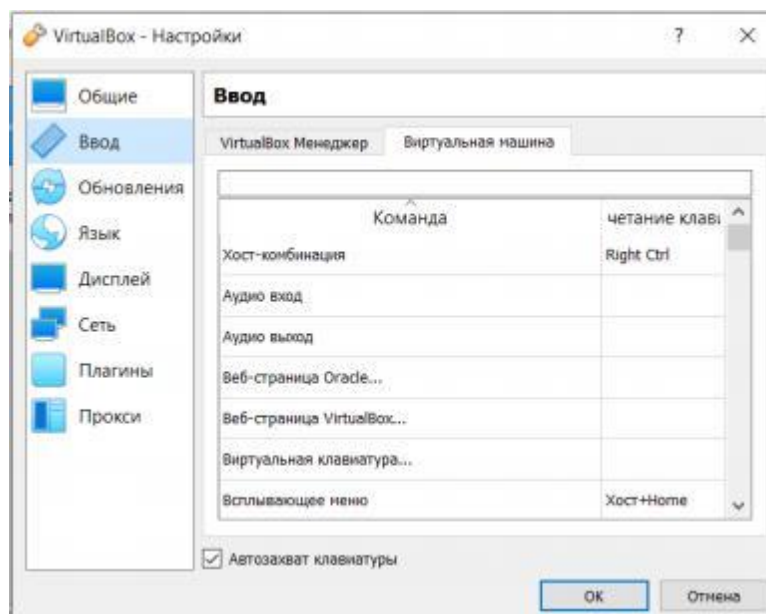 VirtualBox - Настройки
?
Общие
Ввод
Обновления
Язык
Дисплей
Сеть
Плагины
Прокси
Ввод
VirtualBox Менеджер Виртуальная машина
Команда четание клави
Хост-комбинация Right Ctrl
Аудио вход
Аудио выход
Веб-страница Oracle...
Веб-страница VirtualBox...
Виртуальная клавиатура...
Всплывающее меню Хост+Home
Автозахват клавиатуры
OK Отмена